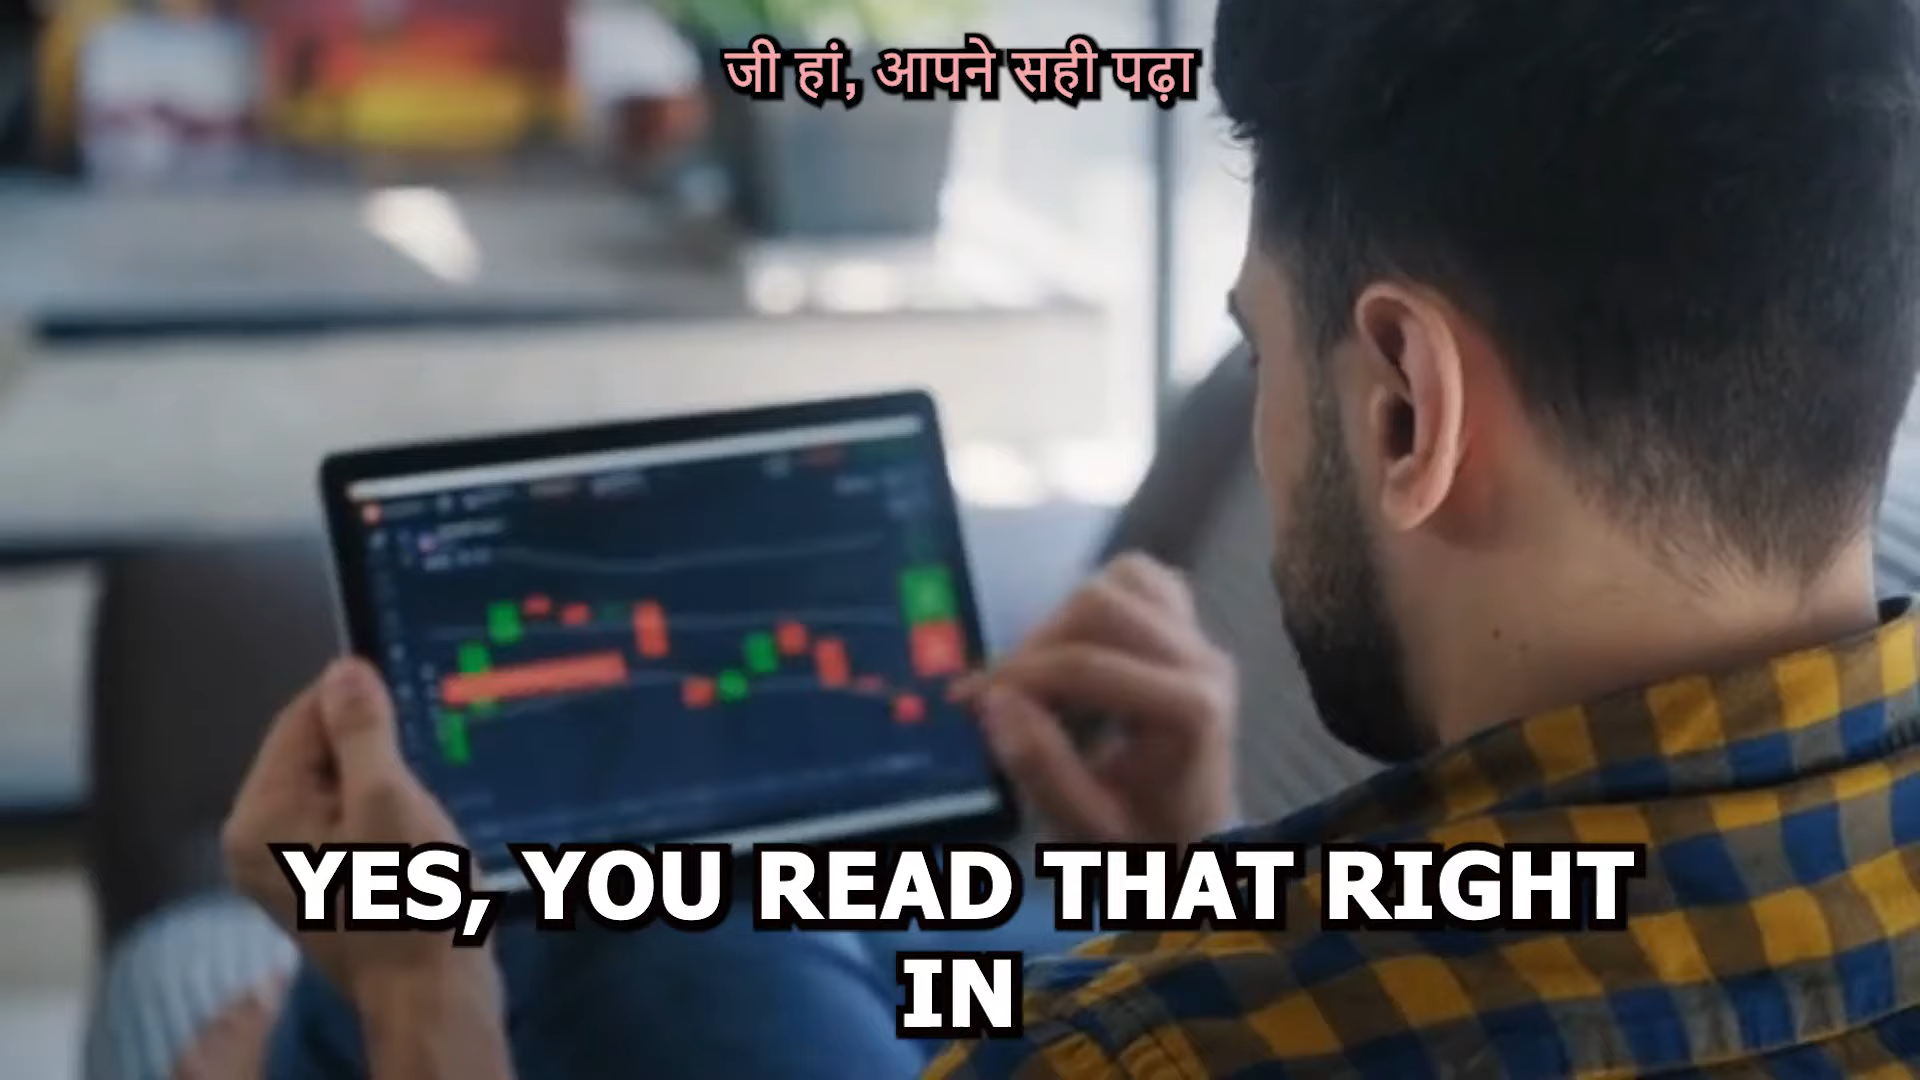 जी हां, आपने सही पढ़ा
YES, YOU READ THAT RIGHT
IN